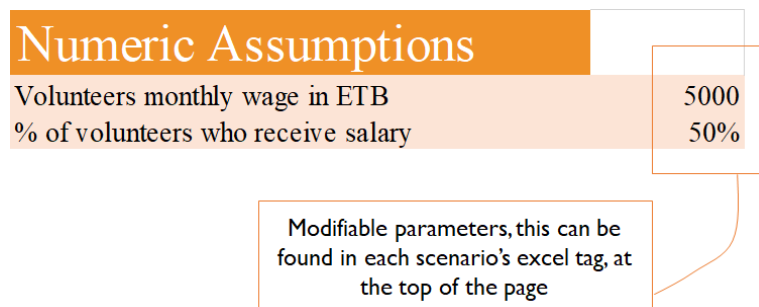 Numeric Assumptions
Volunteers monthly wage in ETB 5000
% of volunteers who receive salary 50%
Modifiable parameters, this can be
found in each scenario's excel tag, at
the top of the page